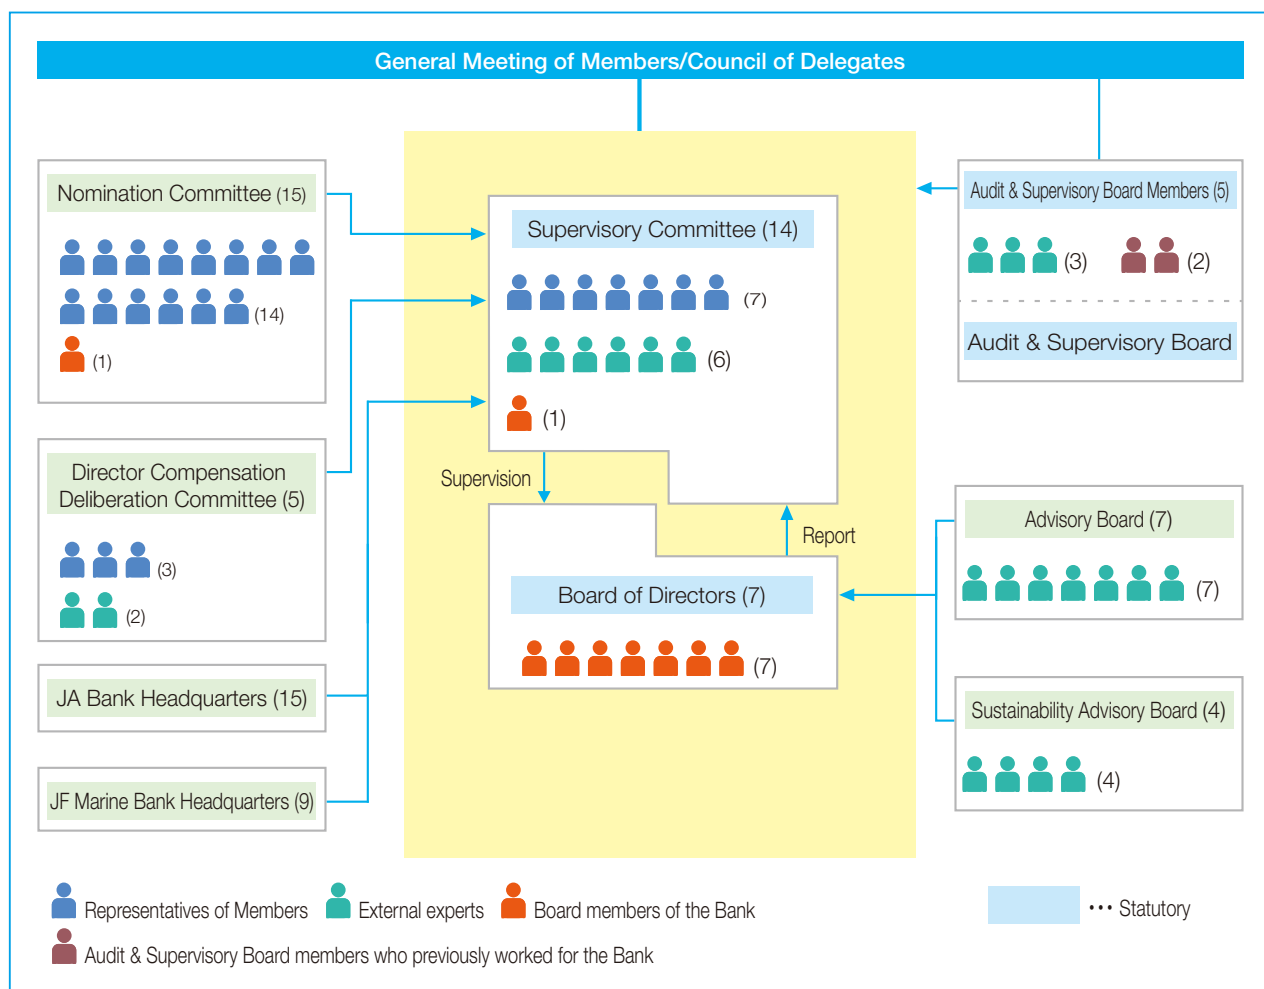 General Meeting of Members/Council of Delegates
Nomination Committee (15)
(14)
(1)
Director Compensation
Deliberation Committee (5)
(3)
(2)
JA Bank Headquarters (15)
JF Marine Bank Headquarters (9)
Supervisory Committee (14)
(7)
(6)
(1)
Supervision
Report
Board of Directors (7)
(7)
Audit & Supervisory Board Members (5)
(3)
(2)
Audit & Supervisory Board
Advisory Board (7)
(7)
Sustainability Advisory Board (4)
(4)
Representatives of Members
External experts
Board members of the Bank
Audit & Supervisory Board members who previously worked for the Bank
••• Statutory